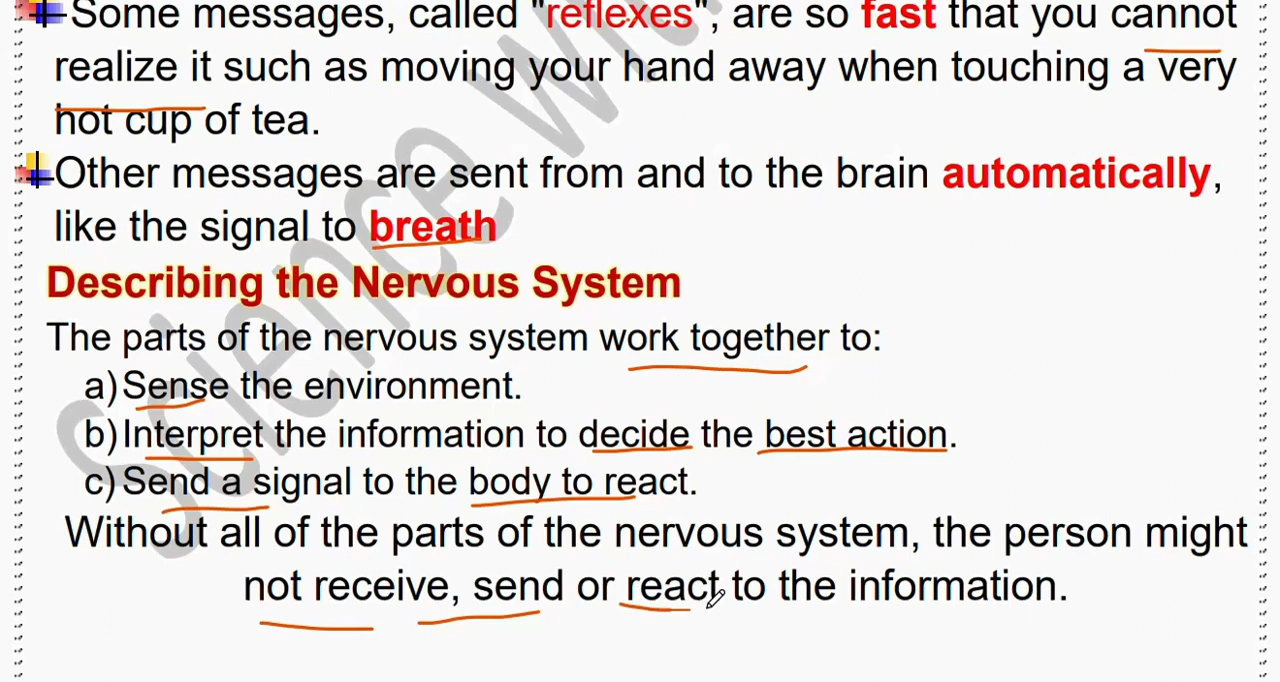 Some messages, called "reflexes", are so fast that you cannot
realize it such as moving your hand away when touching a very
hot cup of tea.
Other messages are sent from and to the brain automatically,
like the signal to breath
Describing the Nervous System
The parts of the nervous system work together to:
a) Sense the environment.
b) Interpret the information to decide the best action.
c) Send a signal to the body to react.
Without all of the parts of the nervous system, the person might
not receive, send or react to the information.
Science wi